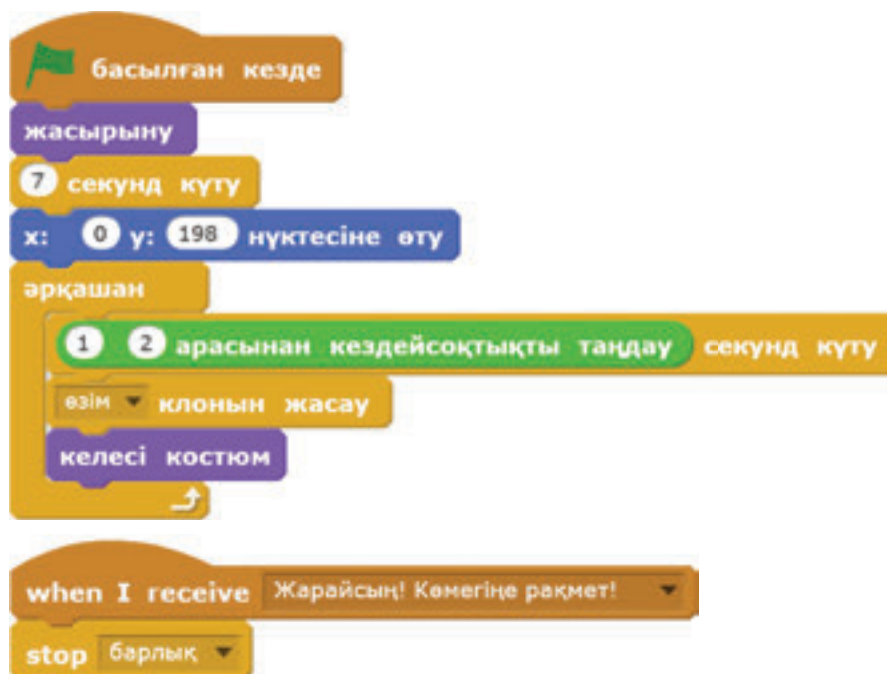 басылған кезде
жасырыну
7 секунд күту
x: 0 y: 198 нүктесіне өту
әрқашан
1 2 арасынан кездейсоқтықты таңдау секунд күту
өзім клонын жасау
келесі костюм
when I receive Жарайсың! Көмегіңе рақмет!
stop барлық